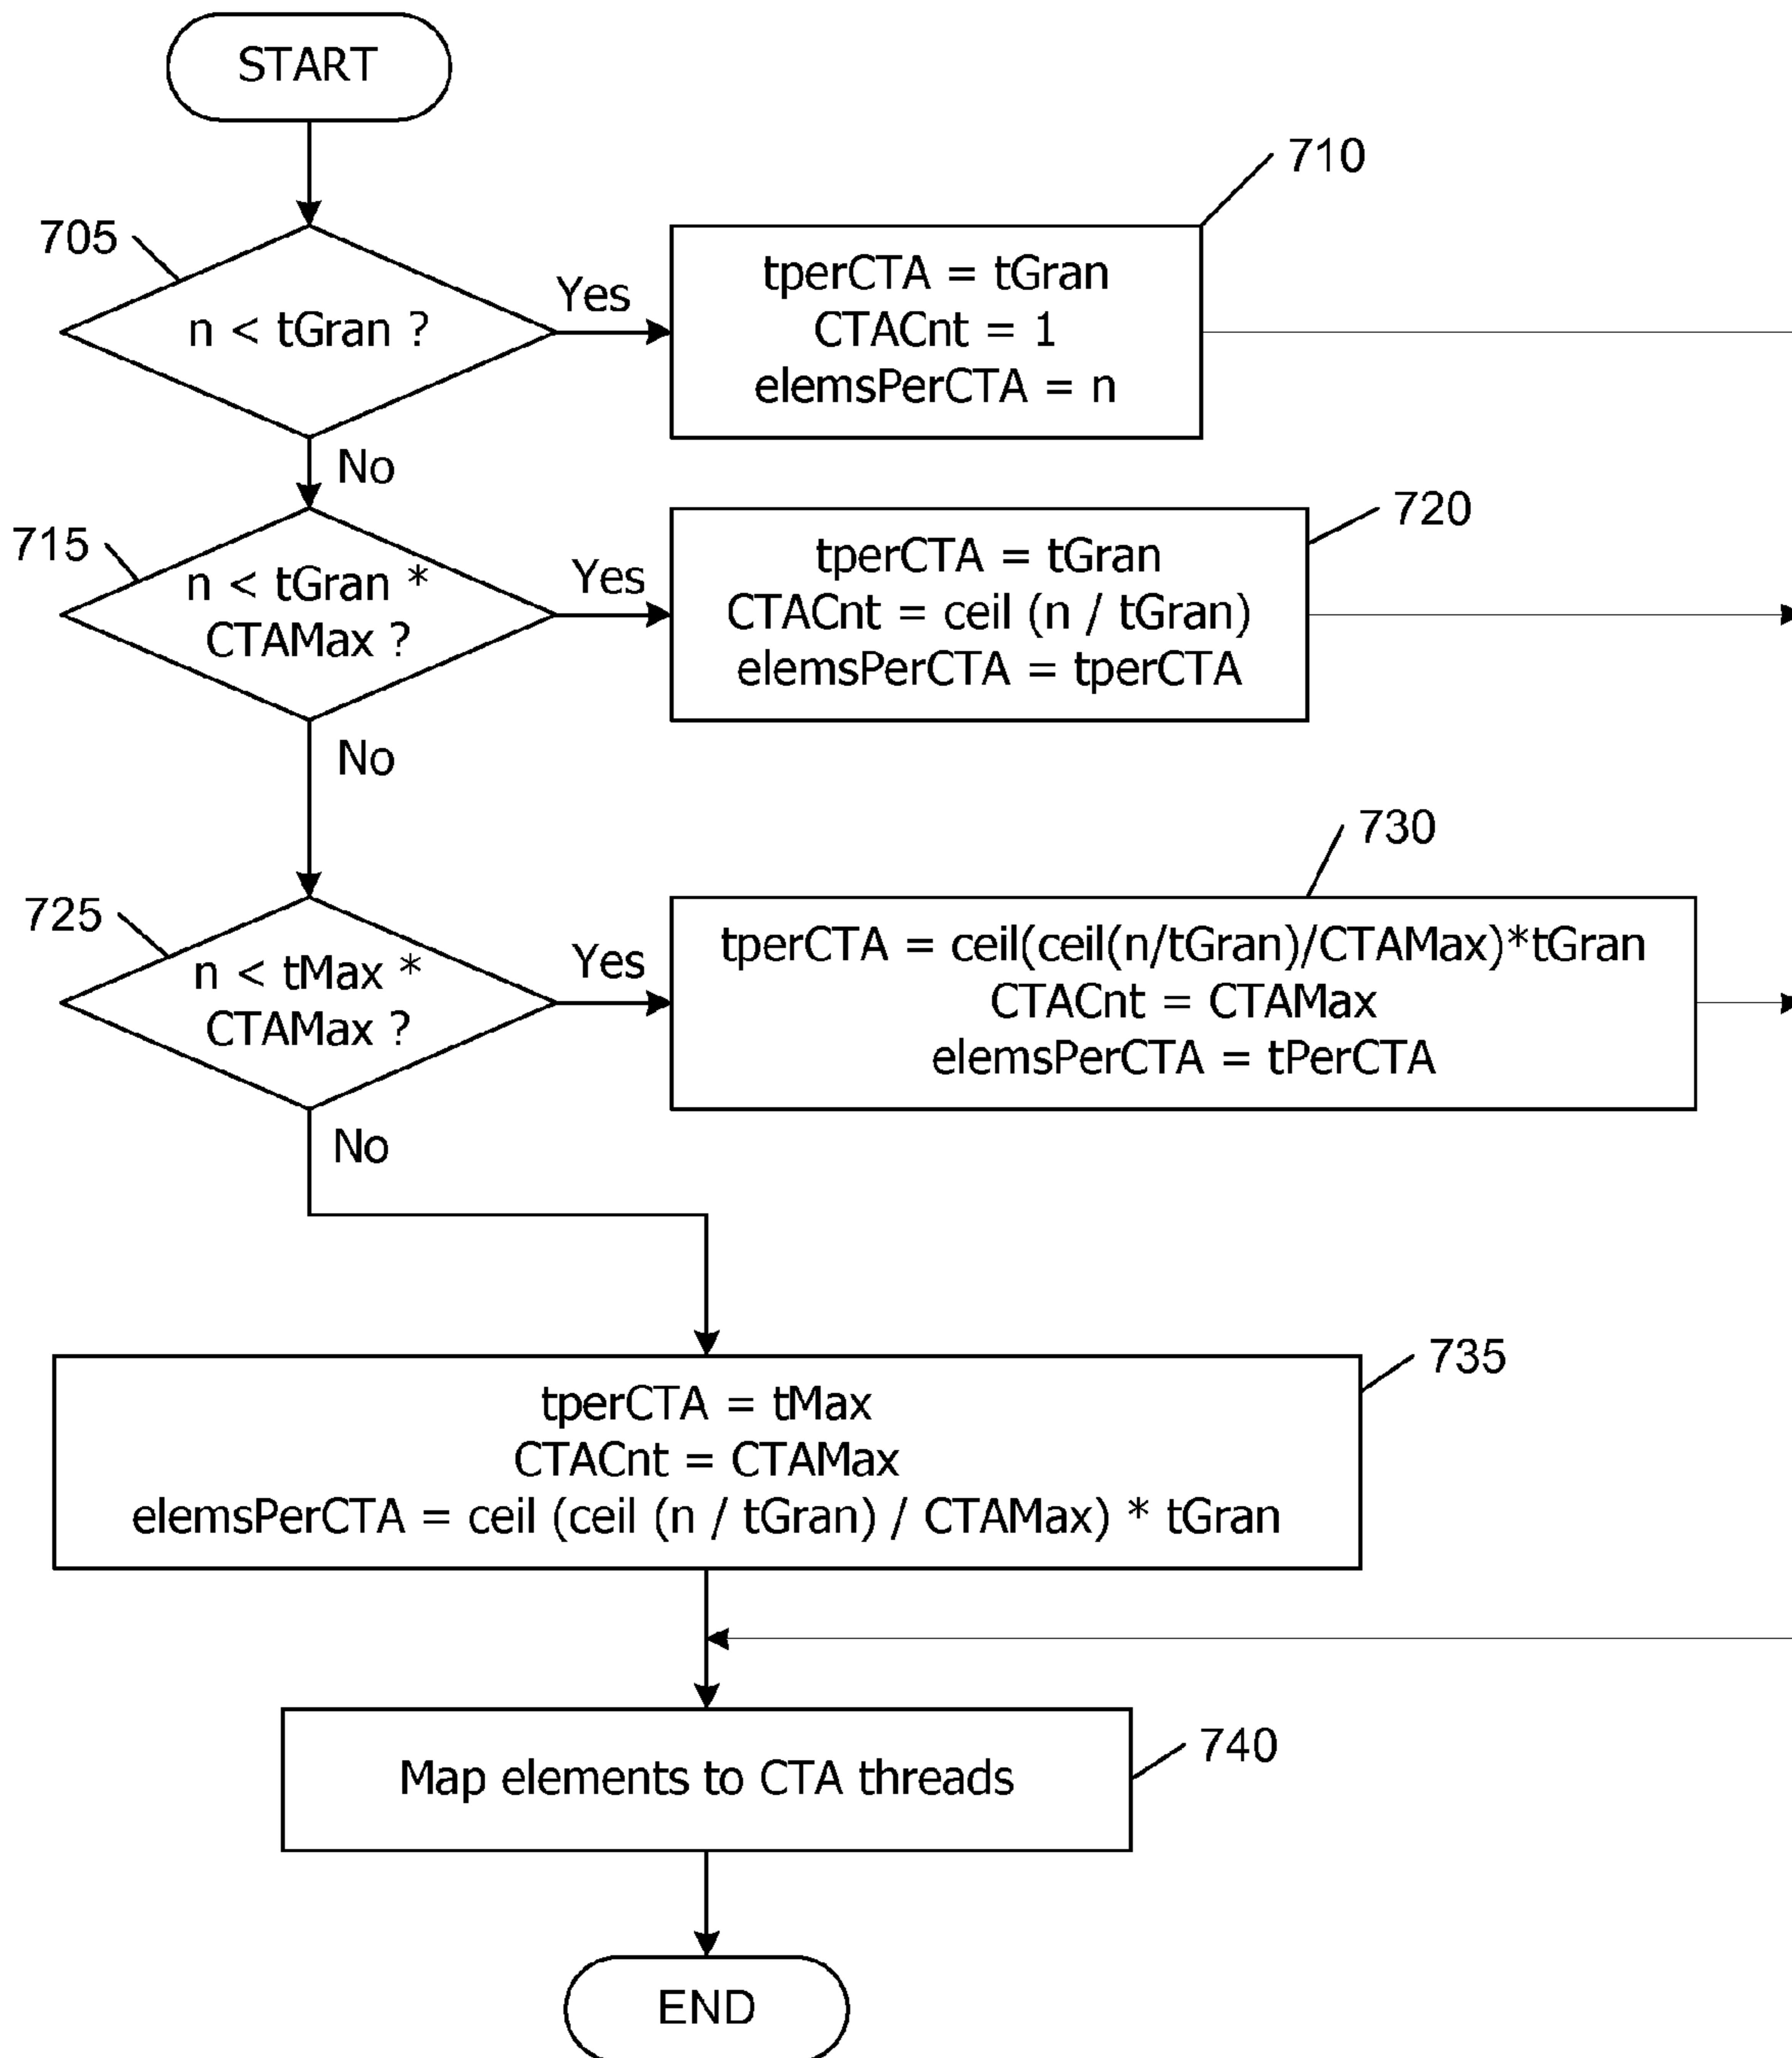 START
710
705
n < tGran ?
Yes
tperCTA = tGran
CTACnt = 1
elemsPerCTA = n
No
720
715
n < tGran *
CTAMax ?
Yes
tperCTA = tGran
CTACnt = ceil (n / tGran)
elemsPerCTA = tperCTA
No
730
725
n < tMax *
CTAMax ?
Yes
tperCTA = ceil(ceil(n/tGran)/CTAMax)*tGran
CTACnt = CTAMax
elemsPerCTA = tPerCTA
No
735
tperCTA = tMax
CTACnt = CTAMax
elemsPerCTA = ceil (ceil (n / tGran) / CTAMax) * tGran
740
Map elements to CTA threads
END